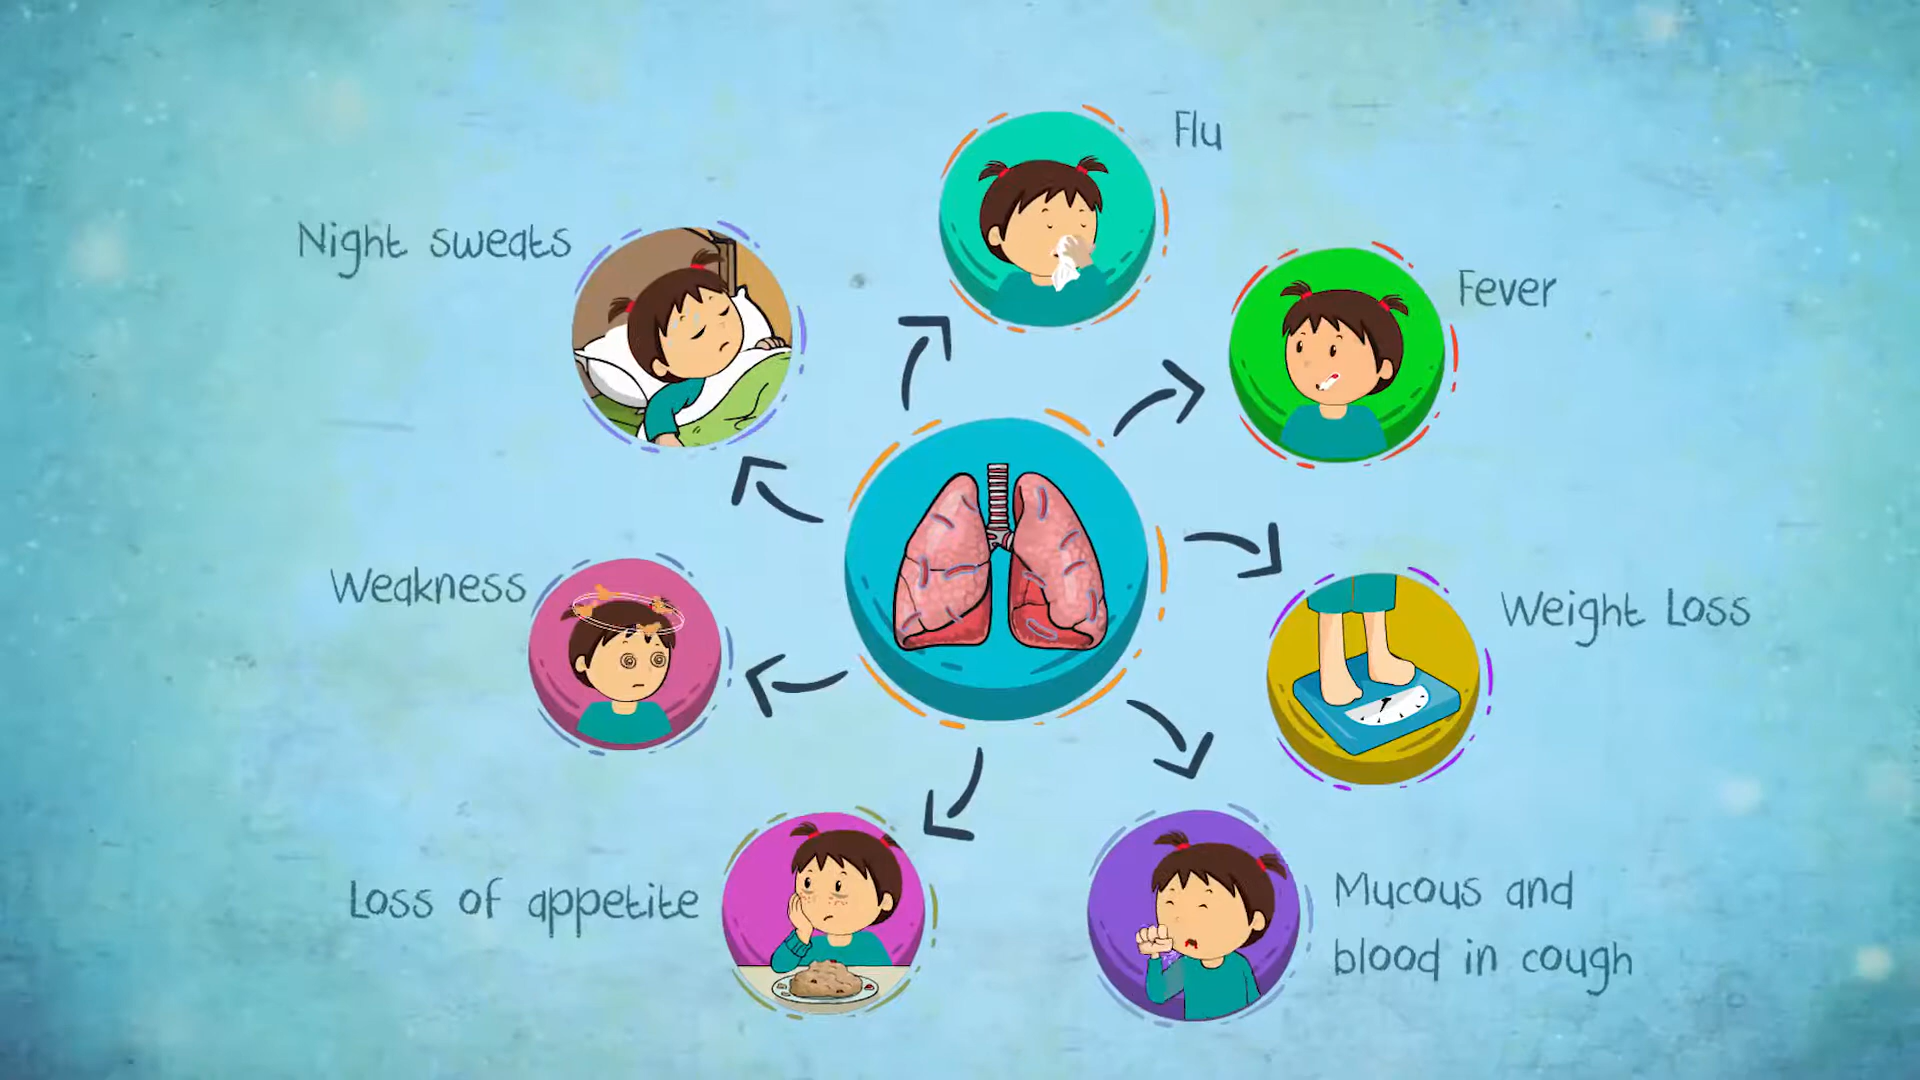 Flu
Night sweats
Fever
Weakness
Weight Loss
Loss of appetite
Mucous and
blood in cough